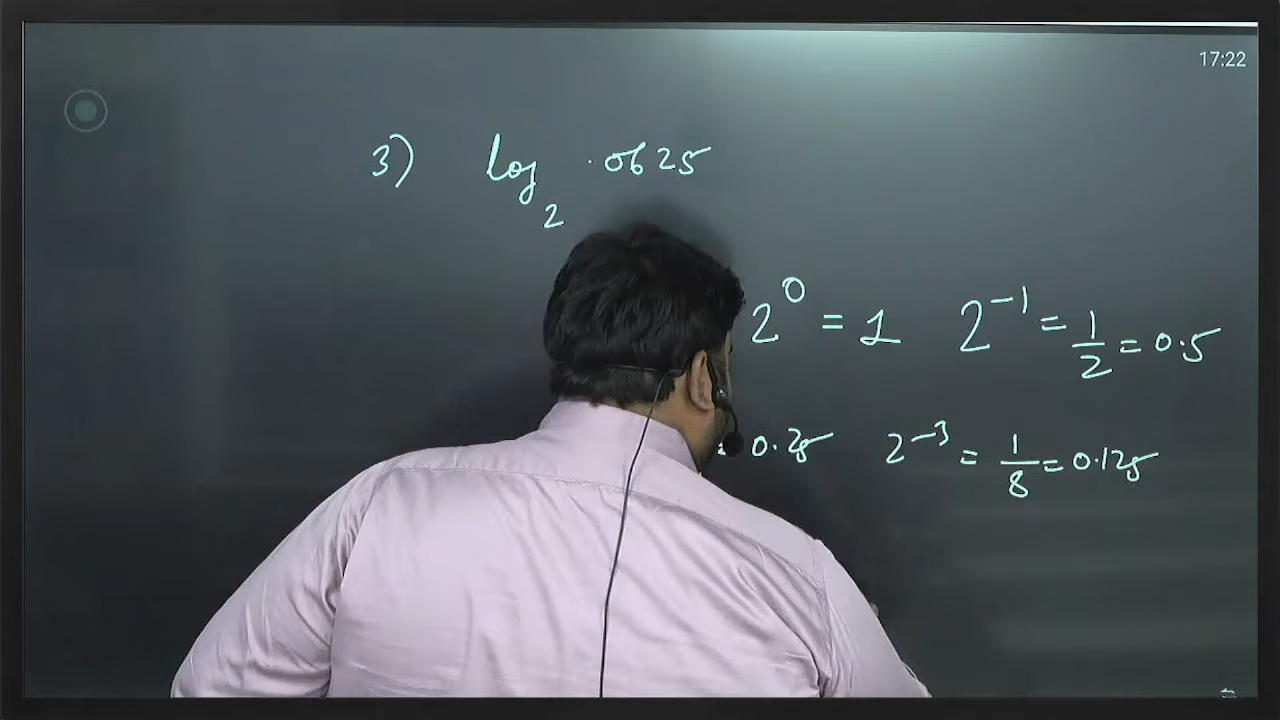 17:22
3) log₂ .0625
2⁰ = 1 2⁻¹ = 1/2 = 0.5
= 0.25 2⁻³ = 1/8 = 0.125